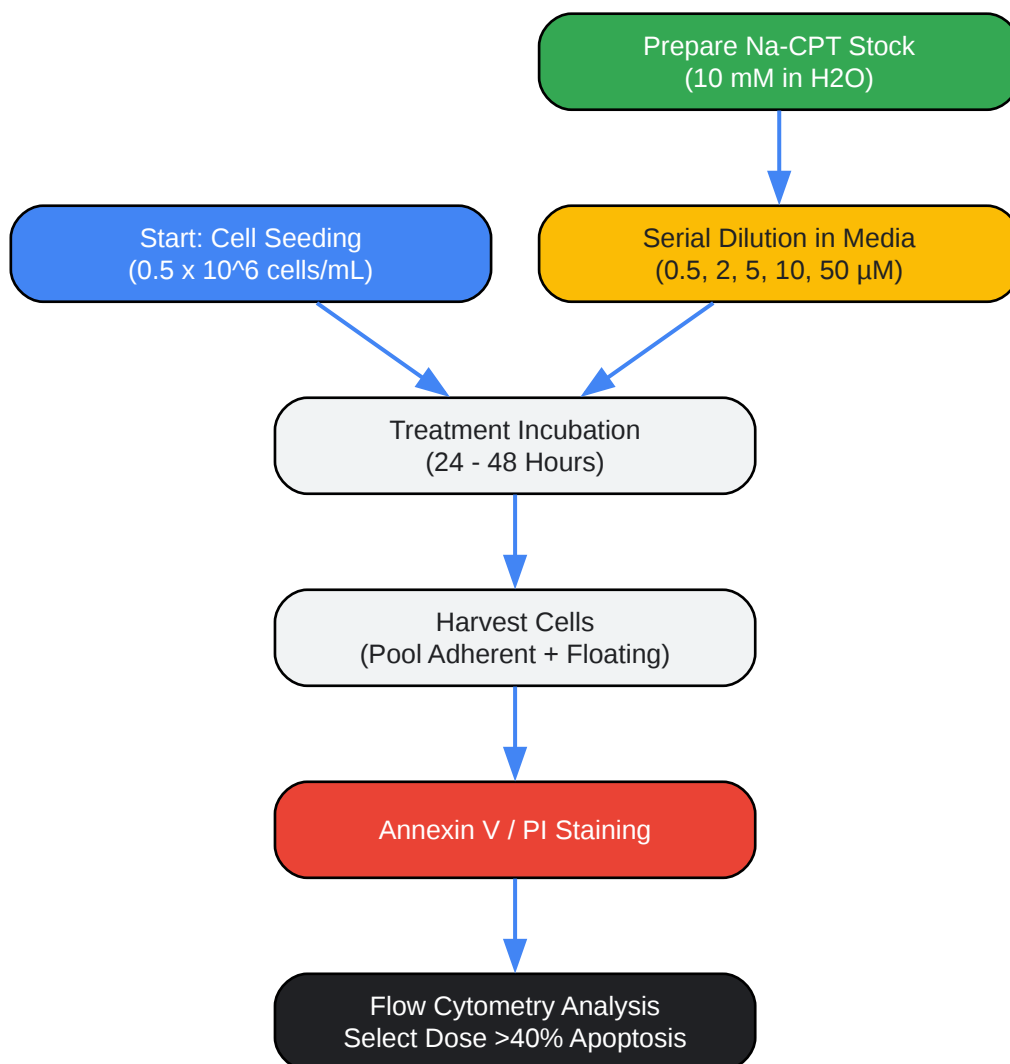 Prepare Na-CPT Stock
(10 mM in H2O)
Start: Cell Seeding
(0.5 x 10^6 cells/mL)
Serial Dilution in Media
(0.5, 2, 5, 10, 50 µM)
Treatment Incubation
(24 - 48 Hours)
Harvest Cells
(Pool Adherent + Floating)
Annexin V / PI Staining
Flow Cytometry Analysis
Select Dose >40% Apoptosis